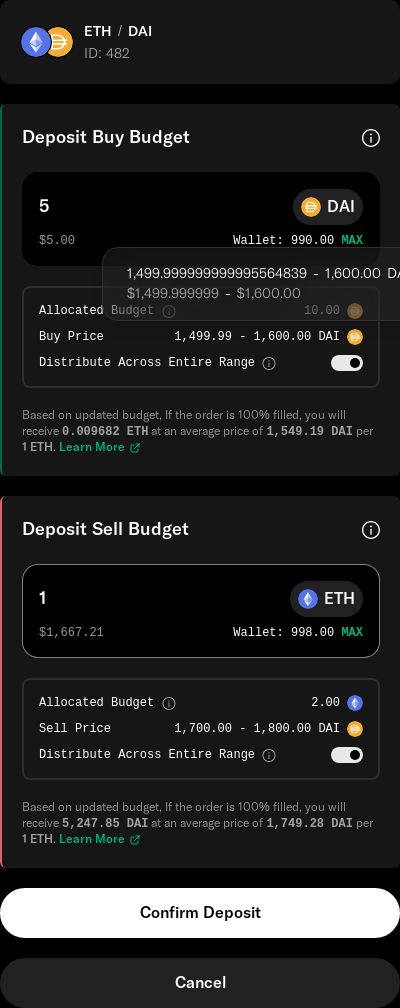 ETH / DAI
ID: 482
Deposit Buy Budget
5
DAI
$5.00
Wallet: 990.00 MAX
1,499.999999999995564839 - 1,600.00 DA
$1,499.999999 - $1,600.00
Allocated Budget
10.00
Buy Price
1,499.99 - 1,600.00 DAI
Distribute Across Entire Range
Based on updated budget, If the order is 100% filled, you will
receive 0.009682 ETH at an average price of 1,549.19 DAI per
1 ETH. Learn More
Deposit Sell Budget
1
ETH
$1,667.21
Wallet: 998.00 MAX
Allocated Budget
2.00
Sell Price
1,700.00 - 1,800.00 DAI
Distribute Across Entire Range
Based on updated budget, If the order is 100% filled, you will
receive 5,247.85 DAI at an average price of 1,749.28 DAI per
1 ETH. Learn More
Confirm Deposit
Cancel